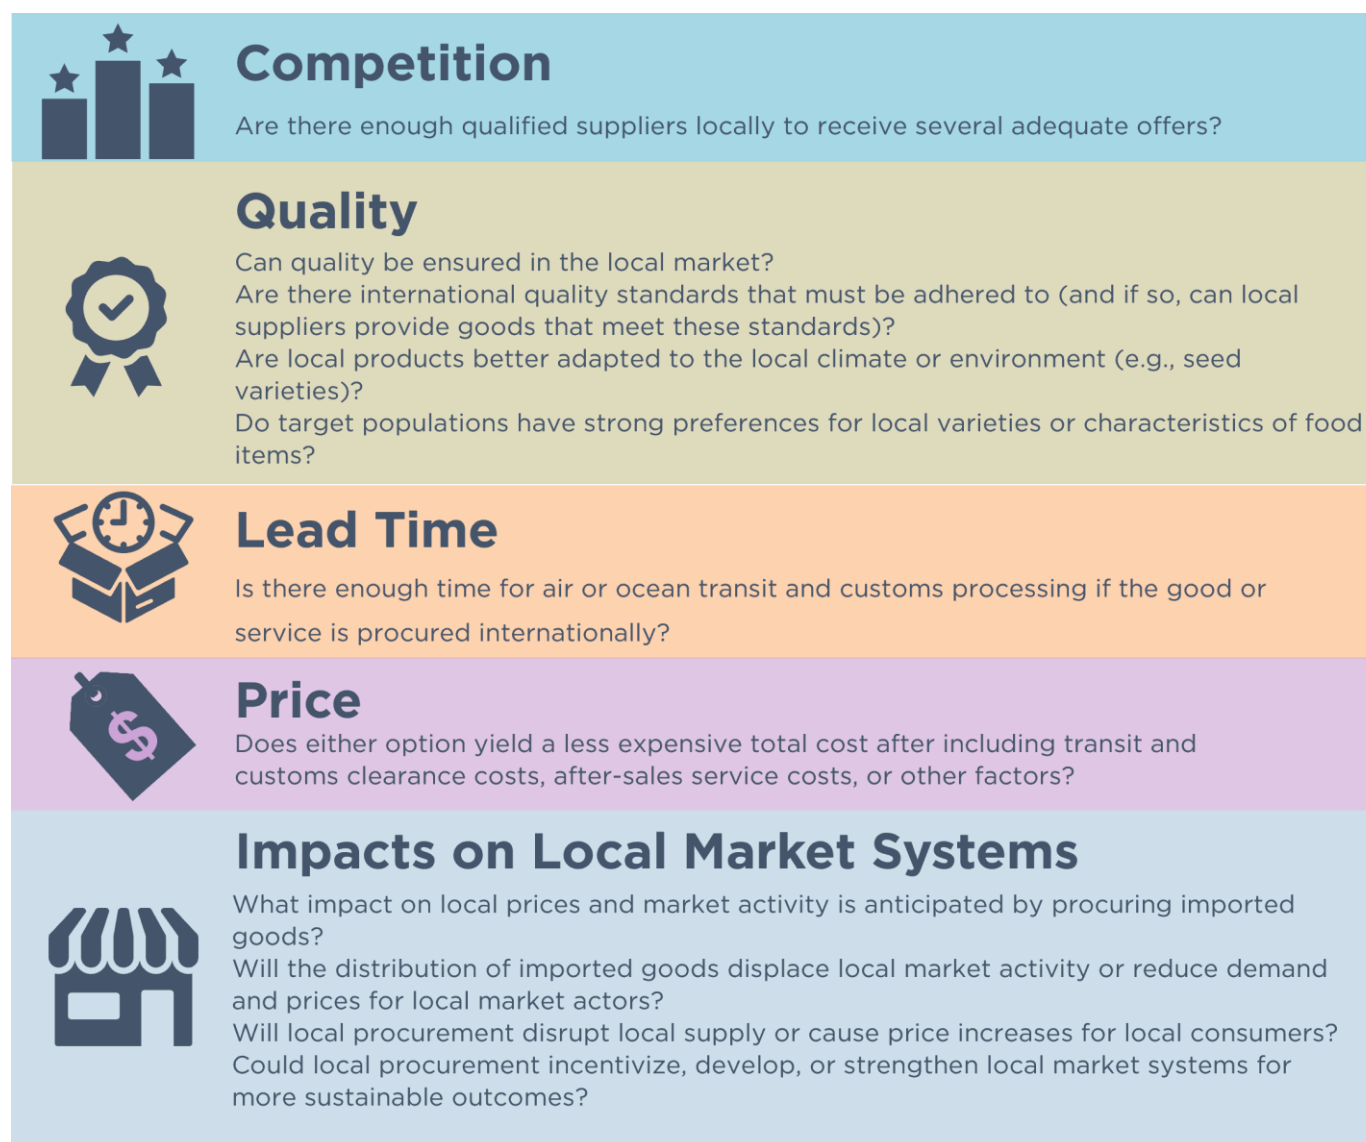 Competition
Are there enough qualified suppliers locally to receive several adequate offers?
Quality
Can quality be ensured in the local market?
Are there international quality standards that must be adhered to (and if so, can local
suppliers provide goods that meet these standards)?
Are local products better adapted to the local climate or environment (e.g., seed
varieties)?
Do target populations have strong preferences for local varieties or characteristics of food
items?
Lead Time
Is there enough time for air or ocean transit and customs processing if the good or
service is procured internationally?
$
Price
Does either option yield a less expensive total cost after including transit and
customs clearance costs, after-sales service costs, or other factors?
Impacts on Local Market Systems
What impact on local prices and market activity is anticipated by procuring imported
goods?
Will the distribution of imported goods displace local market activity or reduce demand
and prices for local market actors?
Will local procurement disrupt local supply or cause price increases for local consumers?
Could local procurement incentivize, develop, or strengthen local market systems for
more sustainable outcomes?